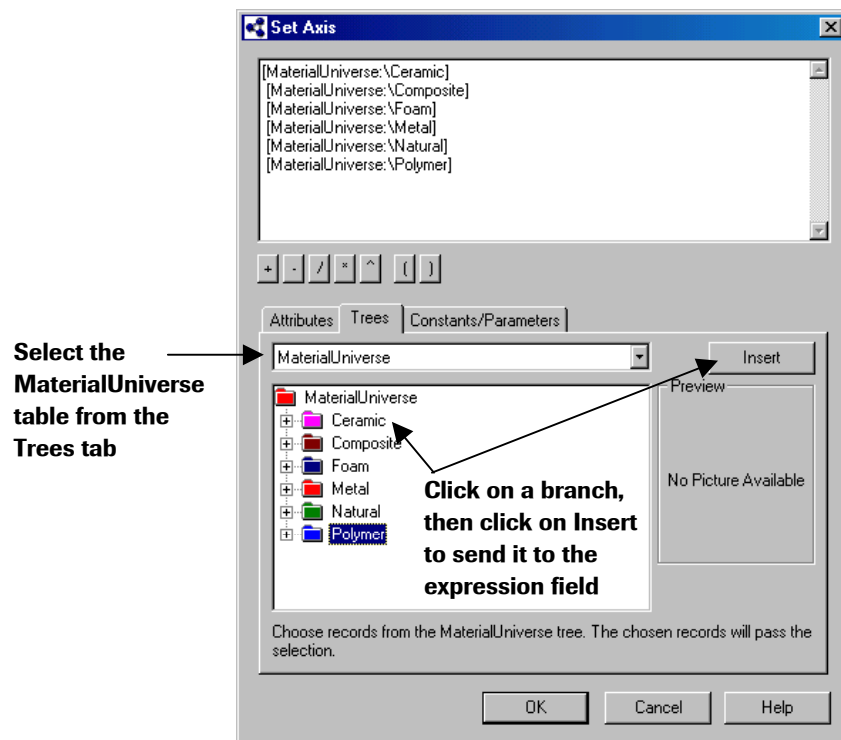 Set Axis
[MaterialUniverse:\Ceramic]
[MaterialUniverse:\Composite]
[MaterialUniverse:\Foam]
[MaterialUniverse:\Metal]
[MaterialUniverse:\Natural]
[MaterialUniverse:\Polymer]
+ - / * ^ ( )
Attributes Trees Constants/Parameters
Select the
MaterialUniverse
table from the
Trees tab
MaterialUniverse
Insert
MaterialUniverse
Ceramic
Composite
Foam
Metal
Natural
Polymer
Preview
No Picture Available
Click on a branch,
then click on Insert
to send it to the
expression field
Choose records from the MaterialUniverse tree. The chosen records will pass the
selection.
OK Cancel Help